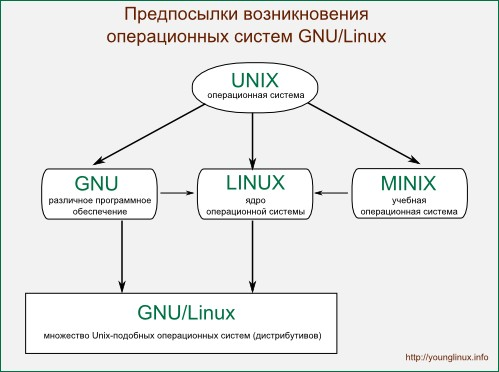 Предпосылки возникновения
операционных систем GNU/Linux
UNIX
операционная система
GNU
различное программное
обеспечение
LINUX
ядро
операционной системы
MINIX
учебная
операционная система
GNU/Linux
множество Unix-подобных операционных систем (дистрибутивов)
http://younglinux.info